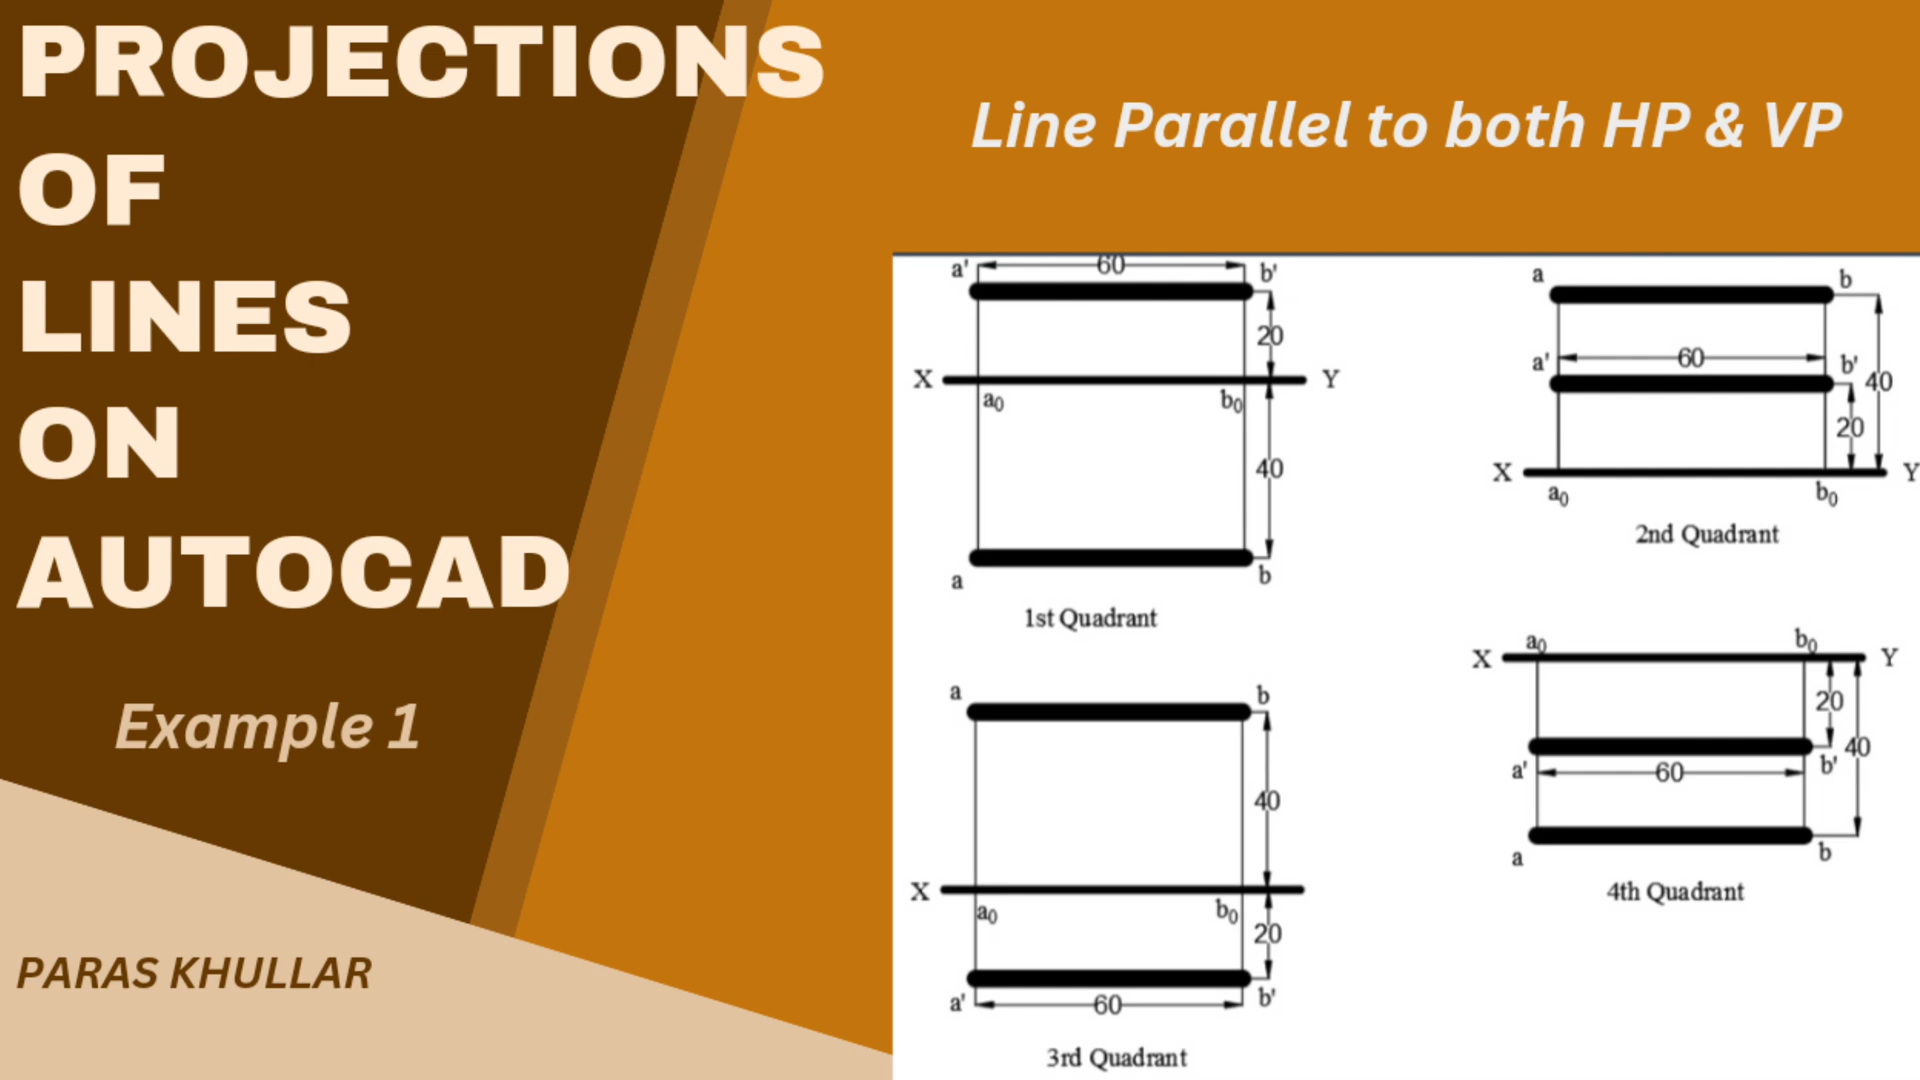 PROJECTIONS
OF
LINES
ON
AUTOCAD
Example 1
PARAS KHULLAR
Line Parallel to both HP & VP
a' 60 b'
20
X Y
a0 b0
40
a b
1st Quadrant
a b
a' 60 b'
40
20
X Y
a0 b0
2nd Quadrant
a b
40
X
a0 b0
20
a' 60 b'
3rd Quadrant
a0 b0
X Y
20
40
a' 60 b'
a b
4th Quadrant